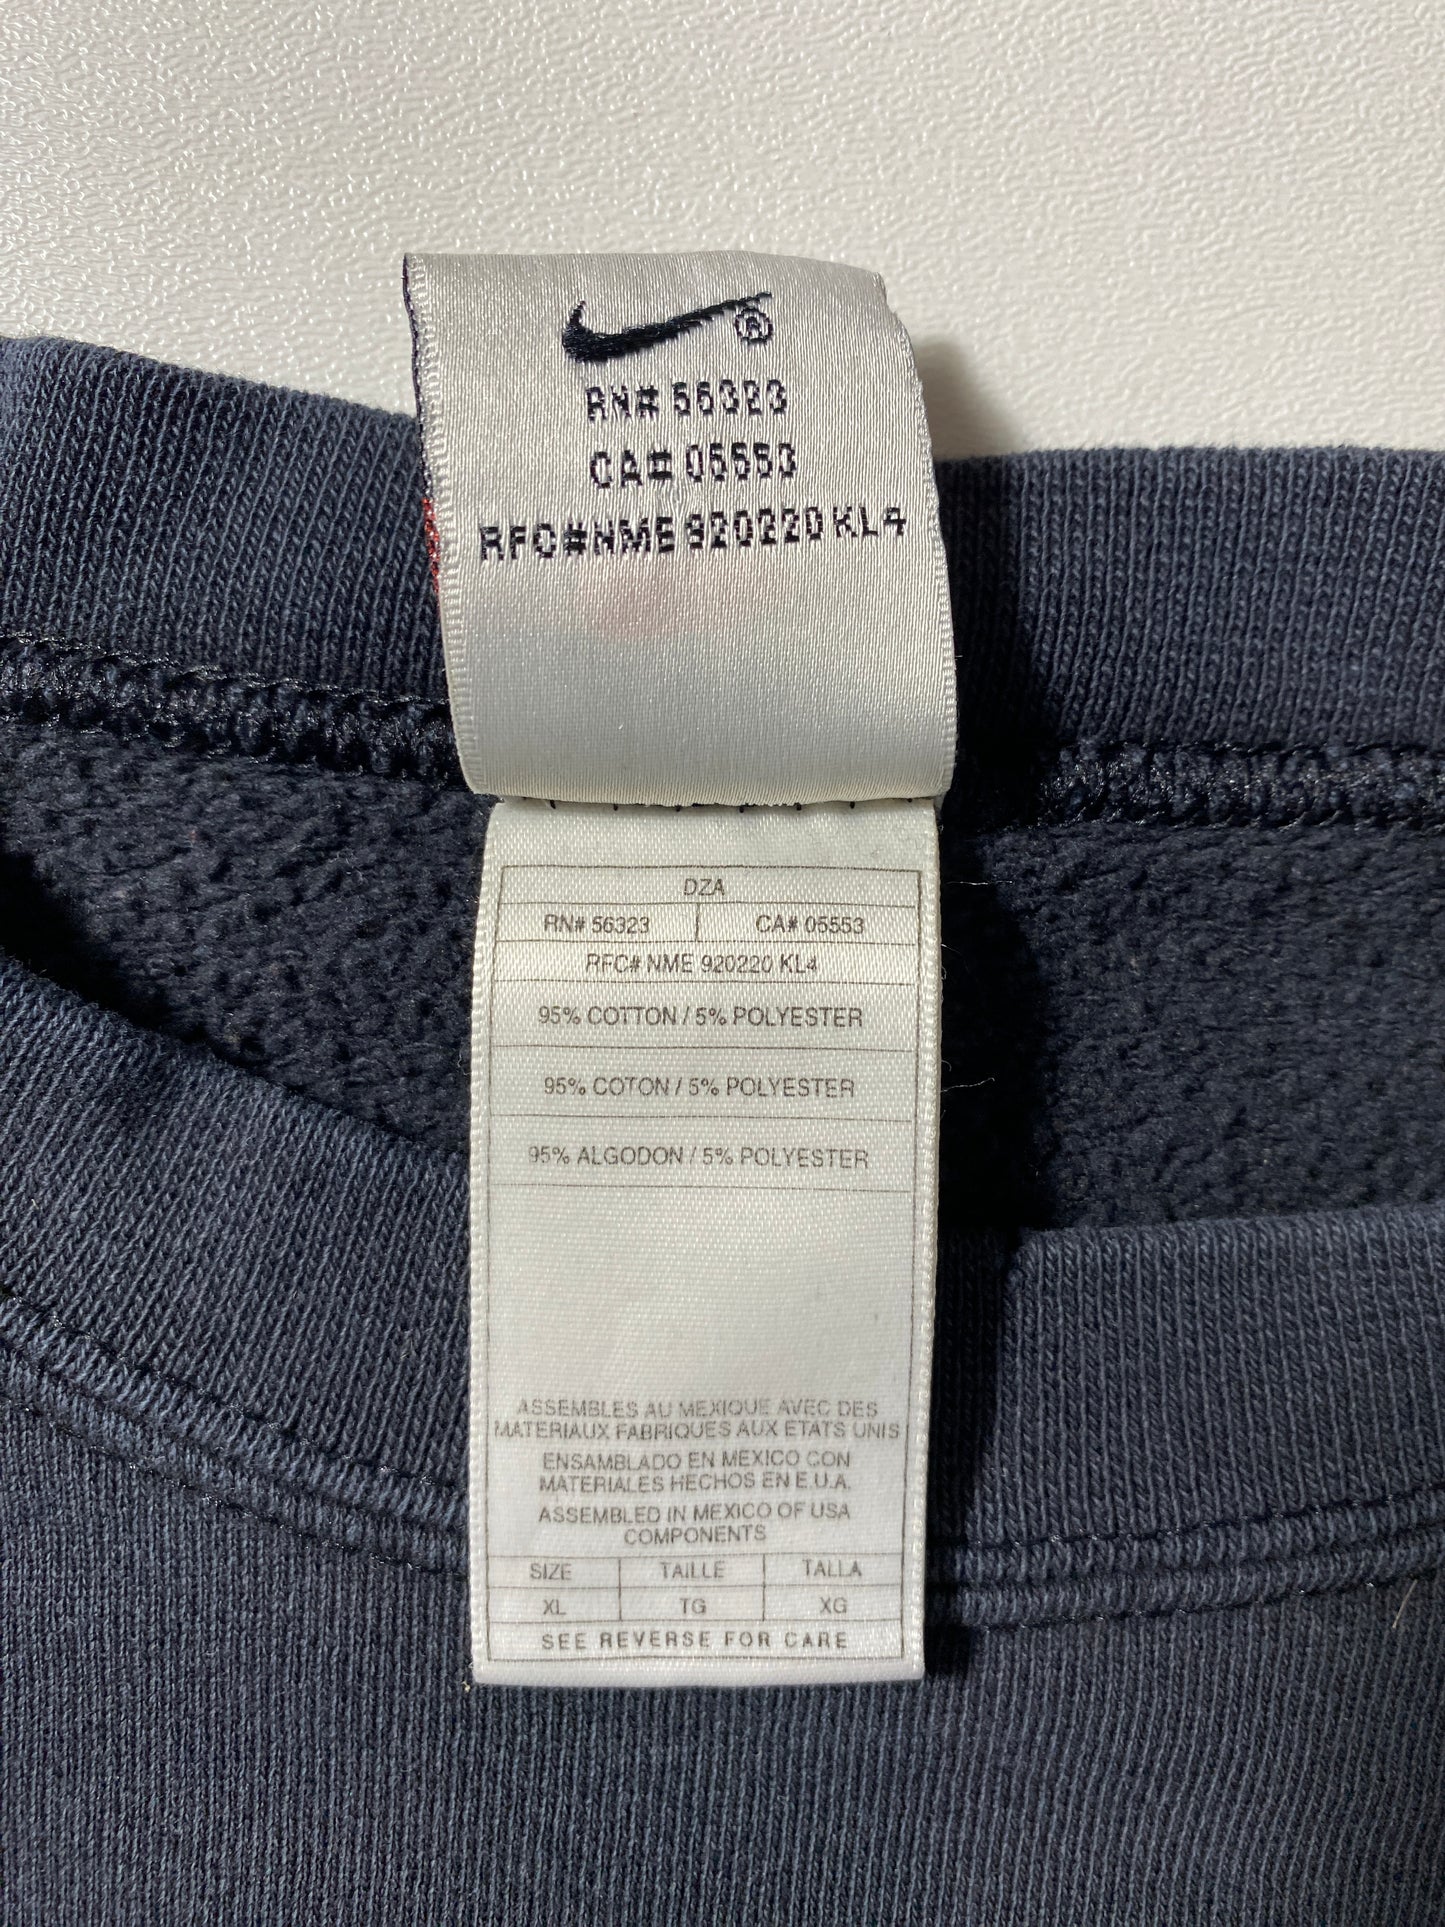 ®
RN# 56323
CA# 05553
RFC#NME 920220 KL4
DZA
RN# 56323 CA# 05553
RFC# NME 920220 KL4
95% COTTON / 5% POLYESTER
95% COTON / 5% POLYESTER
95% ALGODON / 5% POLYESTER
ASSEMBLES AU MEXIQUE AVEC DES
MATERIAUX FABRIQUES AUX ETATS UNIS
ENSAMBLADO EN MEXICO CON
MATERIALES HECHOS EN E.U.A.
ASSEMBLED IN MEXICO OF USA
COMPONENTS
SIZE TAILLE TALLA
XL TG XG
SEE REVERSE FOR CARE